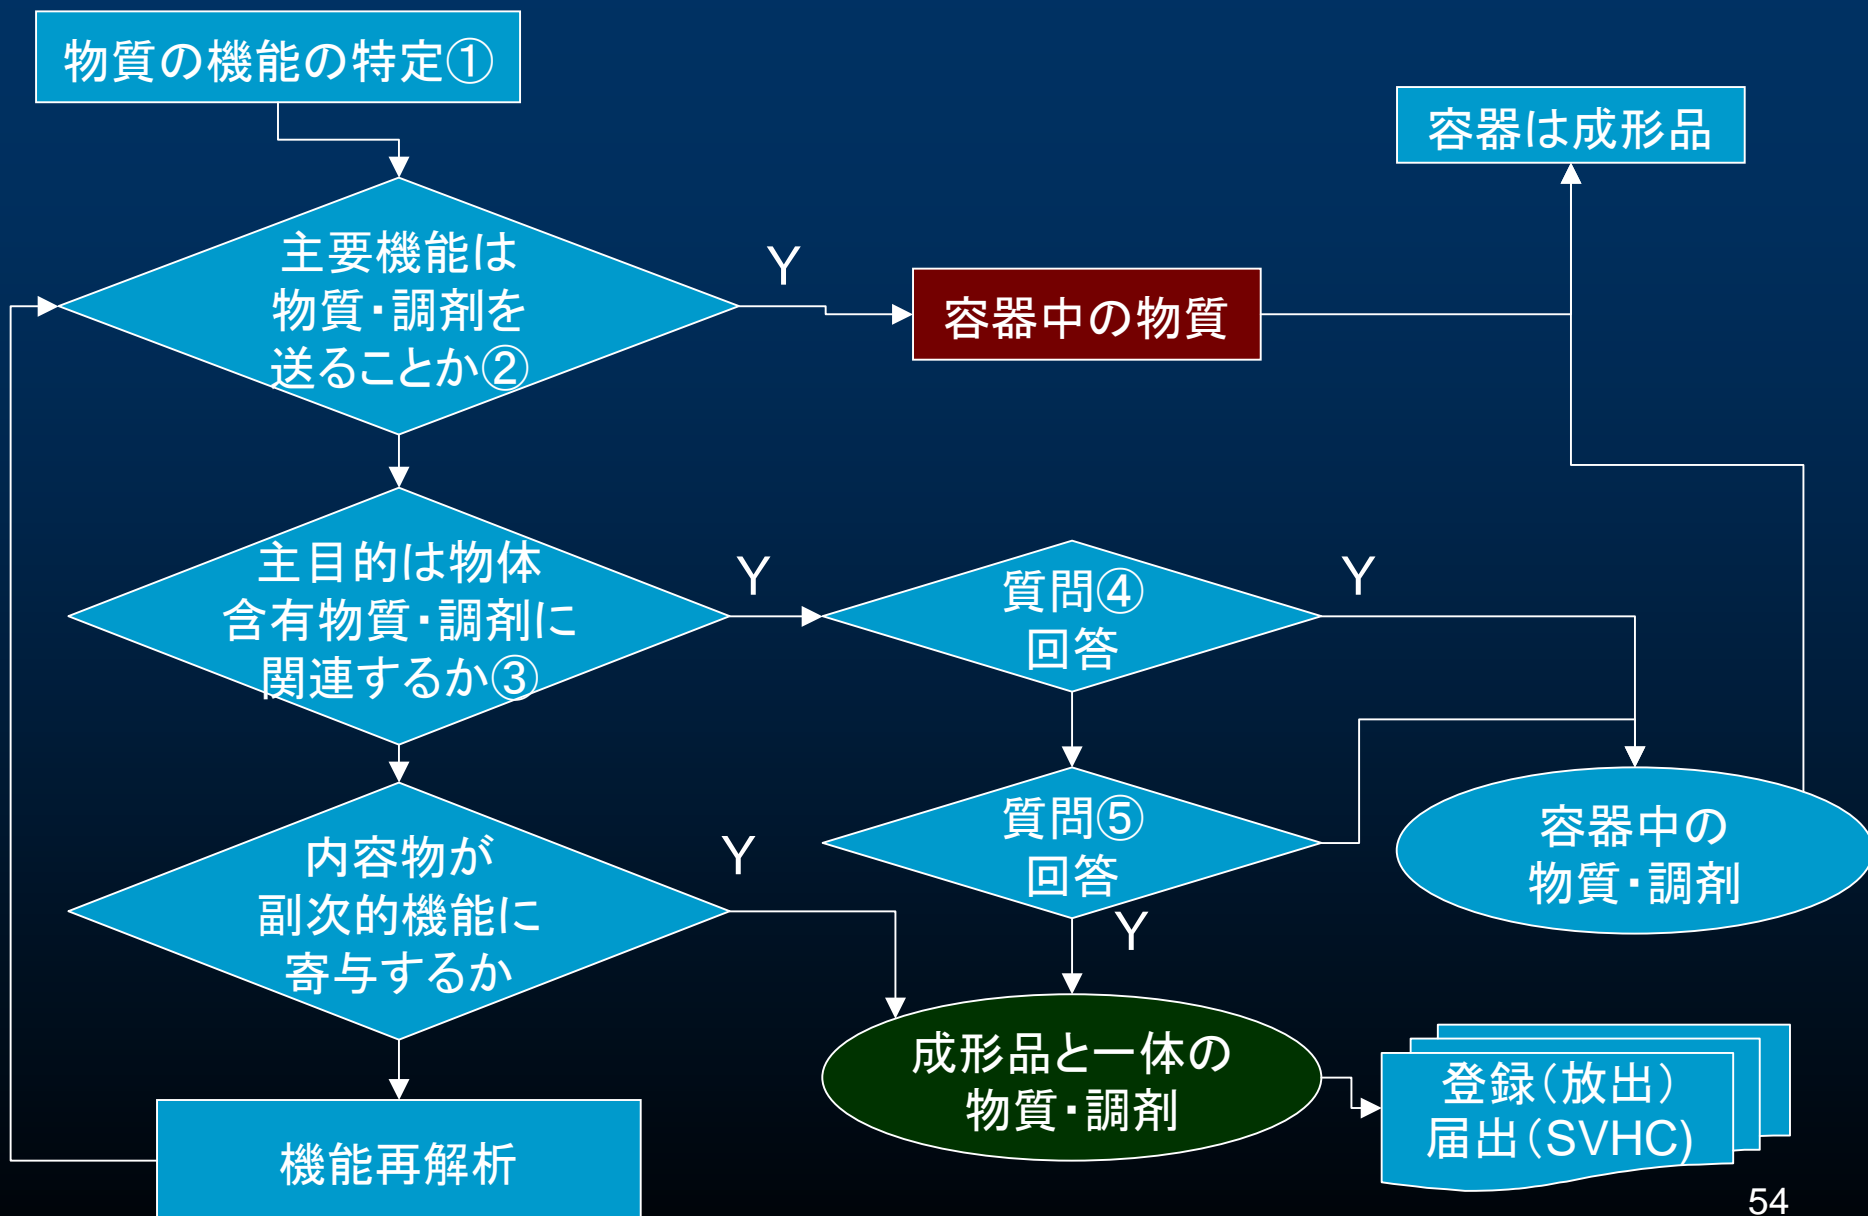 物質の機能の特定①
容器は成形品
主要機能は
物質・調剤を
送ることか②
Y
容器中の物質
主目的は物体
含有物質・調剤に
関連するか③
Y
質問④
回答
Y
内容物が
副次的機能に
寄与するか
Y
質問⑤
回答
Y
容器中の
物質・調剤
成形品と一体の
物質・調剤
登録(放出)
届出(SVHC)
機能再解析
54